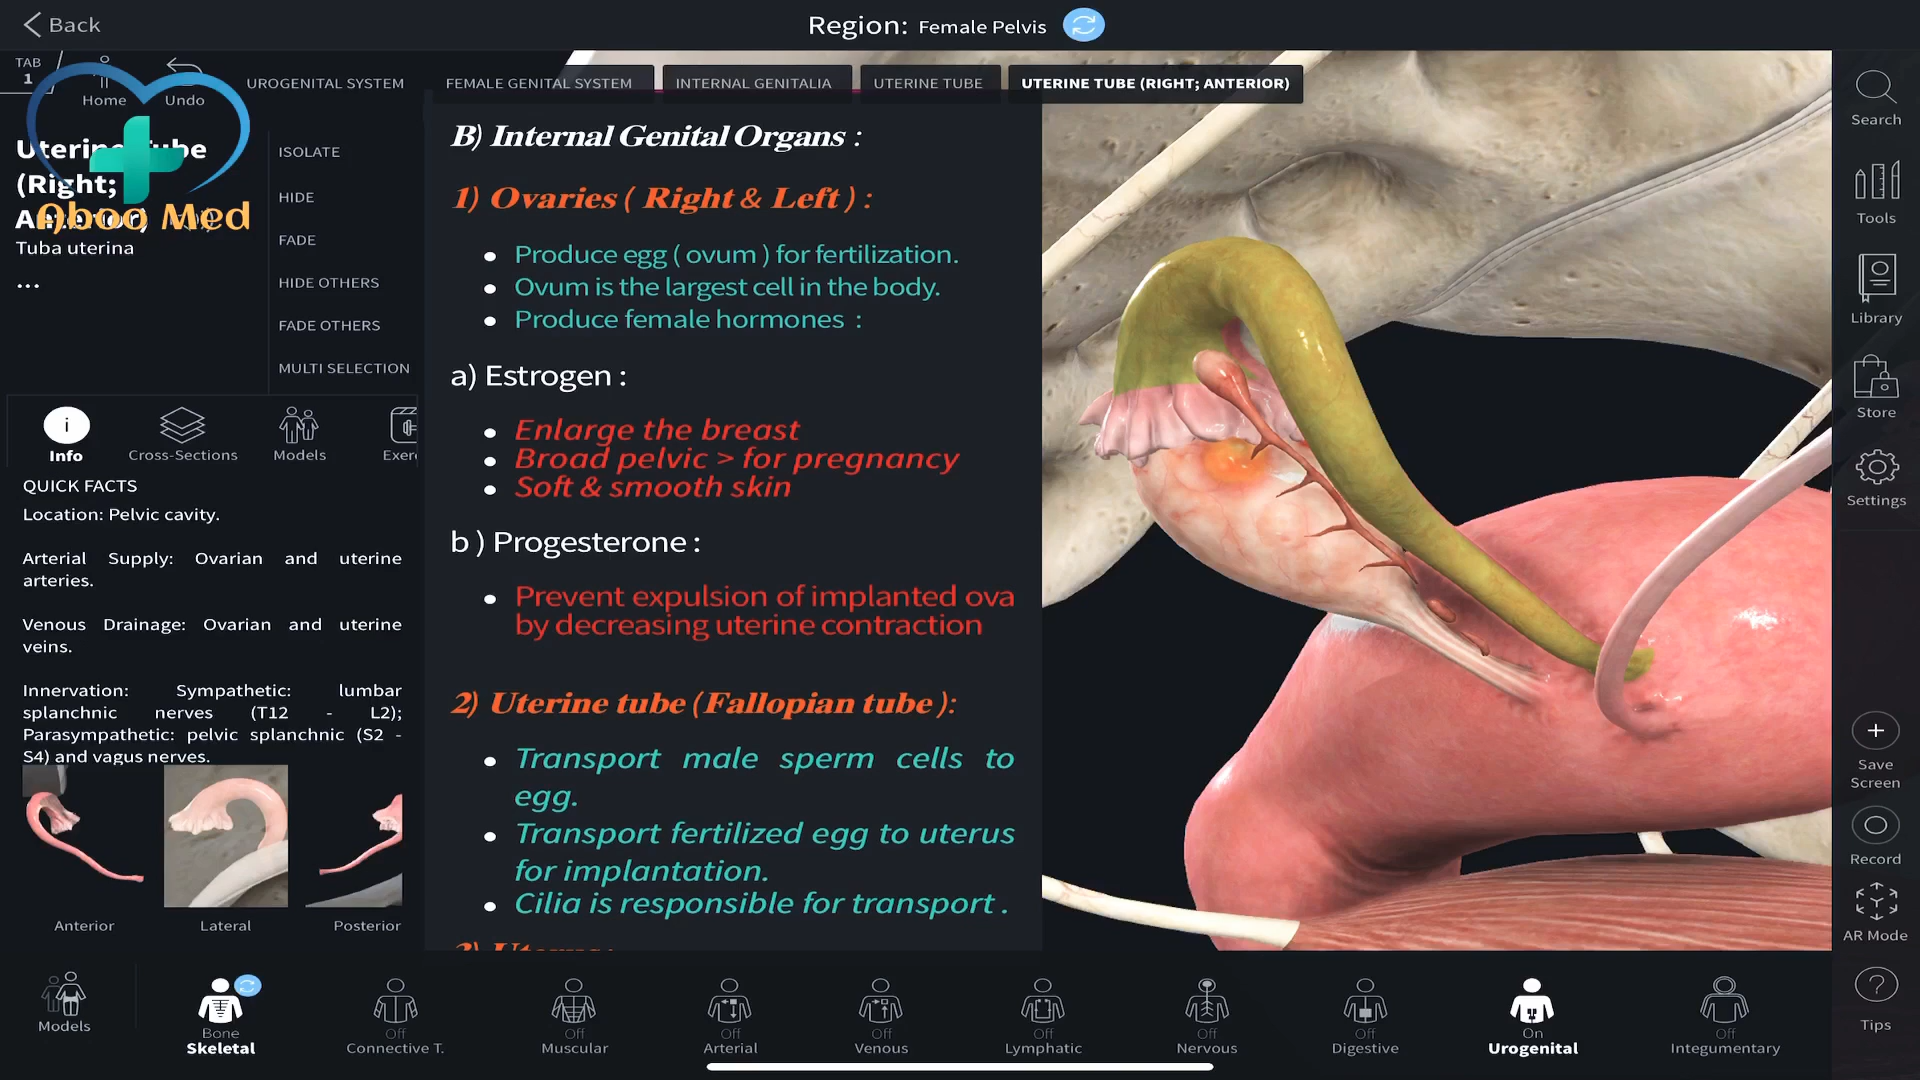 Back
Region: Female Pelvis
TAB
1
Home
Undo
UROGENITAL SYSTEM
FEMALE GENITAL SYSTEM
INTERNAL GENITALIA
UTERINE TUBE
UTERINE TUBE (RIGHT; ANTERIOR)
Uterine Tube
(Right;
Anterior)
Aboo Med
Tuba uterina
...
ISOLATE
HIDE
FADE
HIDE OTHERS
FADE OTHERS
MULTI SELECTION
Info
Cross-Sections
Models
Exer
QUICK FACTS
Location: Pelvic cavity.
Arterial Supply: Ovarian and uterine
arteries.
Venous Drainage: Ovarian and uterine
veins.
Innervation: Sympathetic: lumbar
splanchnic nerves (T12 - L2);
Parasympathetic: pelvic splanchnic (S2 -
S4) and vagus nerves.
Anterior
Lateral
Posterior
B) Internal Genital Organs :
1) Ovaries ( Right & Left ) :
• Produce egg ( ovum ) for fertilization.
• Ovum is the largest cell in the body.
• Produce female hormones :
a) Estrogen :
• Enlarge the breast
• Broad pelvic > for pregnancy
• Soft & smooth skin
b ) Progesterone :
• Prevent expulsion of implanted ova
by decreasing uterine contraction
2) Uterine tube (Fallopian tube ):
• Transport male sperm cells to
egg.
• Transport fertilized egg to uterus
for implantation.
• Cilia is responsible for transport .
Search
Tools
Library
Store
Settings
Save
Screen
Record
AR Mode
Tips
Models
Bone
Skeletal
Off
Connective T.
Off
Muscular
Off
Arterial
Off
Venous
Off
Lymphatic
Off
Nervous
Off
Digestive
On
Urogenital
Off
Integumentary